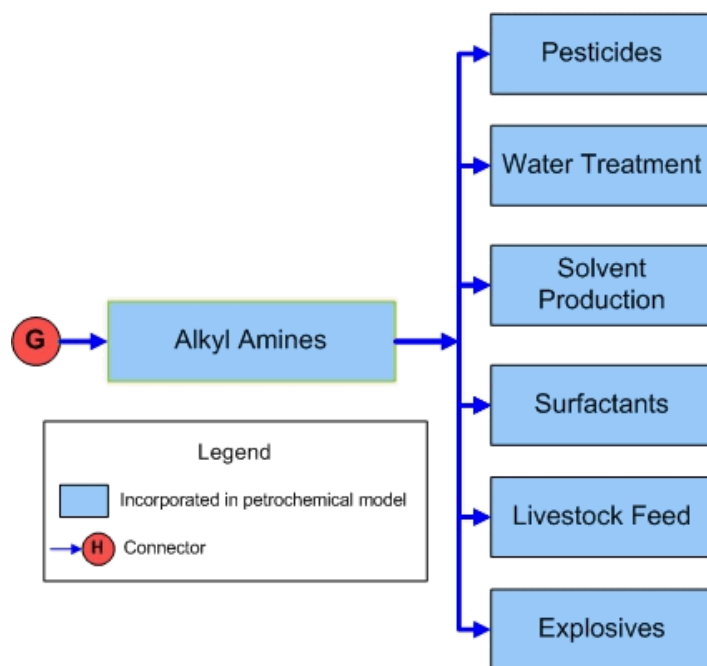 Pesticides
Water Treatment
Solvent
Production
G
Alkyl Amines
Surfactants
Legend
Incorporated in petrochemical model
H
Connector
Livestock Feed
Explosives